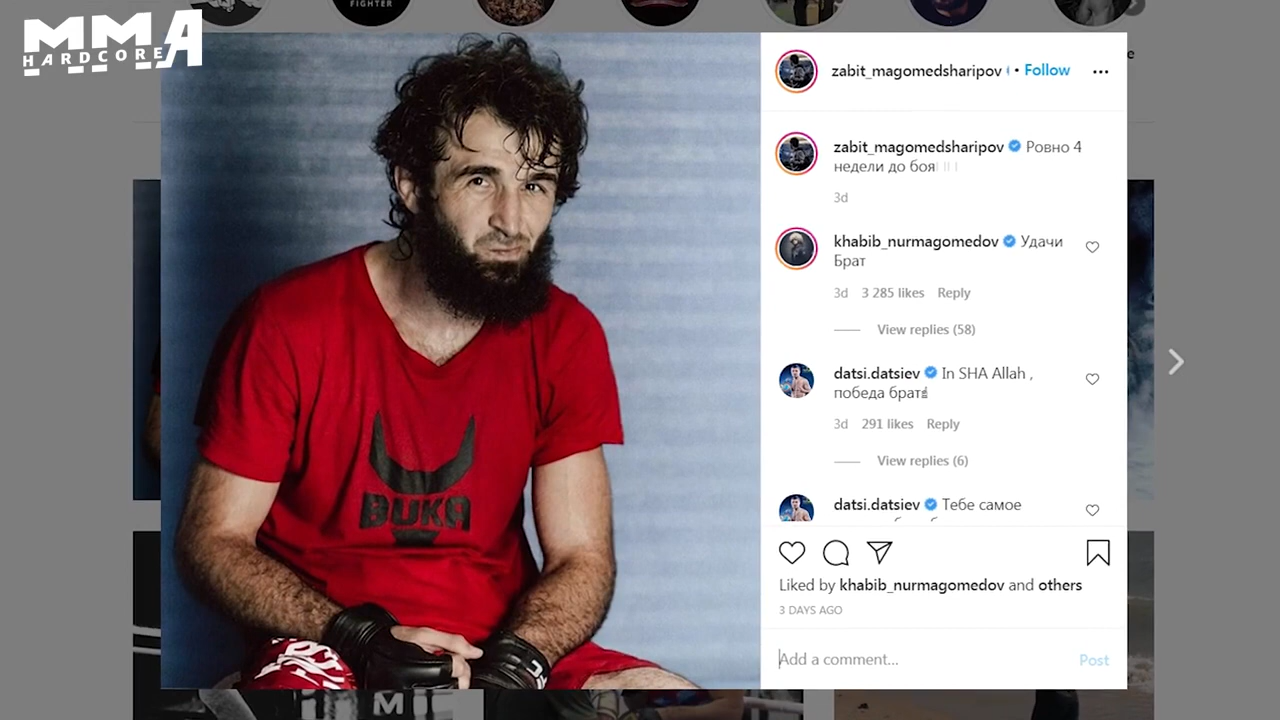 MMA
HARDCORE
FIGHTER
zabit_magomedsharipov • Follow
zabit_magomedsharipov Ровно 4
недели до боя
3d
khabib_nurmagomedov Удачи
Брат
3d 3 285 likes Reply
View replies (58)
datsi.datsiev In SHA Allah ,
победа брат
3d 291 likes Reply
View replies (6)
datsi.datsiev Тебе самое
Liked by khabib_nurmagomedov and others
3 DAYS AGO
Add a comment... Post
BUKA
MMA